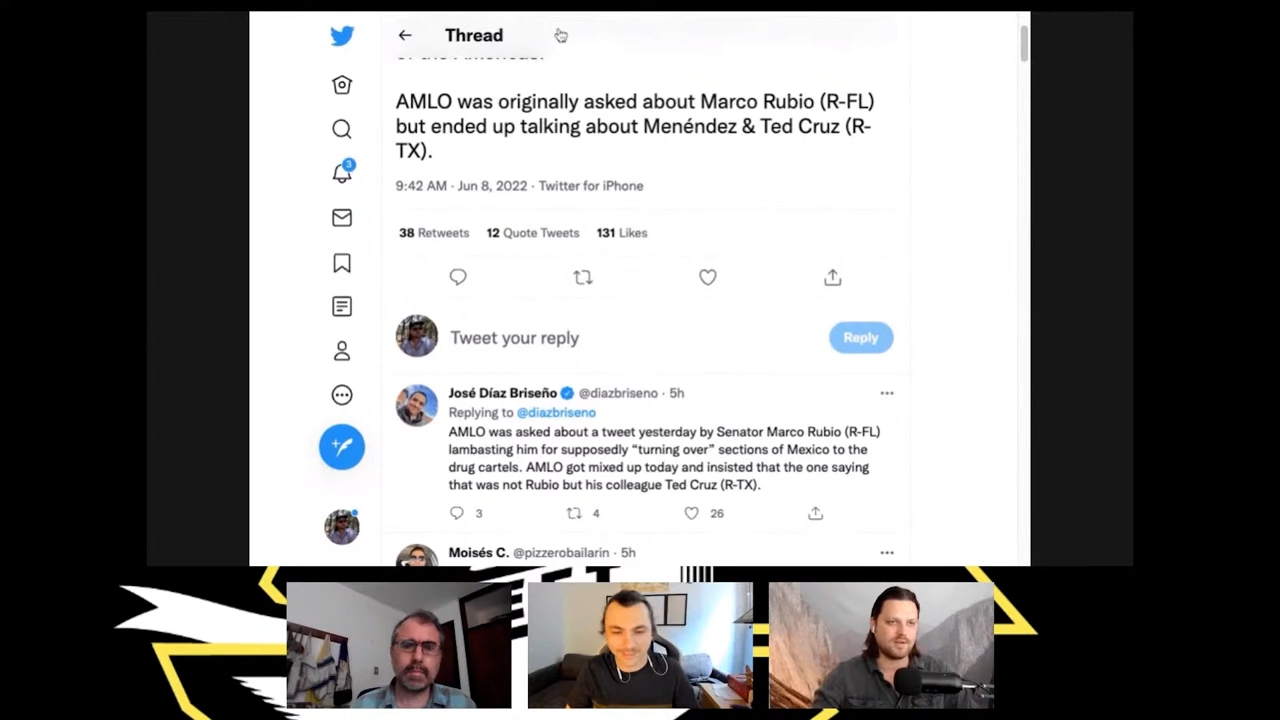 Thread
AMLO was originally asked about Marco Rubio (R-FL)
but ended up talking about Menéndez & Ted Cruz (R-
TX).
9:42 AM · Jun 8, 2022 · Twitter for iPhone
38 Retweets 12 Quote Tweets 131 Likes
3
Tweet your reply
Reply
José Díaz Briseño @diazbriseno · 5h
Replying to @diazbriseno
AMLO was asked about a tweet yesterday by Senator Marco Rubio (R-FL)
lambasting him for supposedly “turning over” sections of Mexico to the
drug cartels. AMLO got mixed up today and insisted that the one saying
that was not Rubio but his colleague Ted Cruz (R-TX).
3 4 26
Moisés C. @pizzerobailarin · 5h